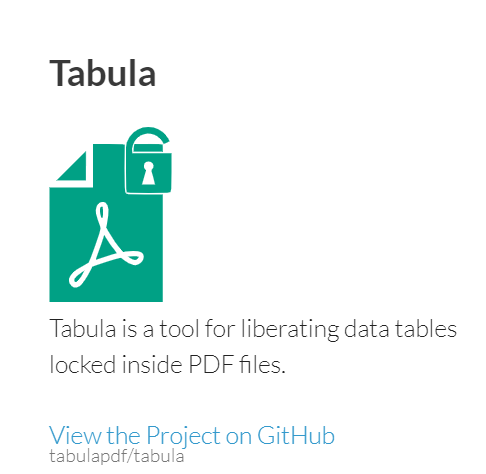 Tabula
Tabula is a tool for liberating data tables
locked inside PDF files.
View the Project on GitHub
tabulapdf/tabula